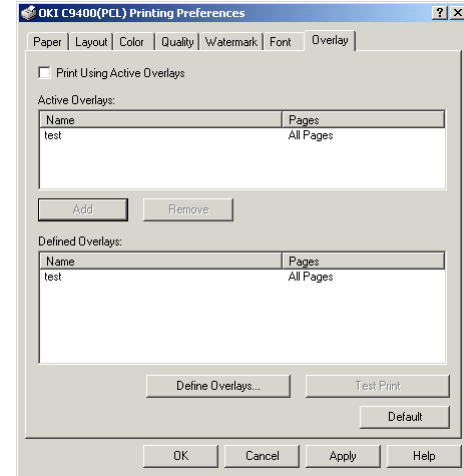 OKI C9400(PCL) Printing Preferences
Paper Layout Color Quality Watermark Font Overlay
Print Using Active Overlays
Active Overlays:
Name Pages
test All Pages
Add Remove
Defined Overlays:
Name Pages
test All Pages
Define Overlays... Test Print
Default
OK Cancel Apply Help